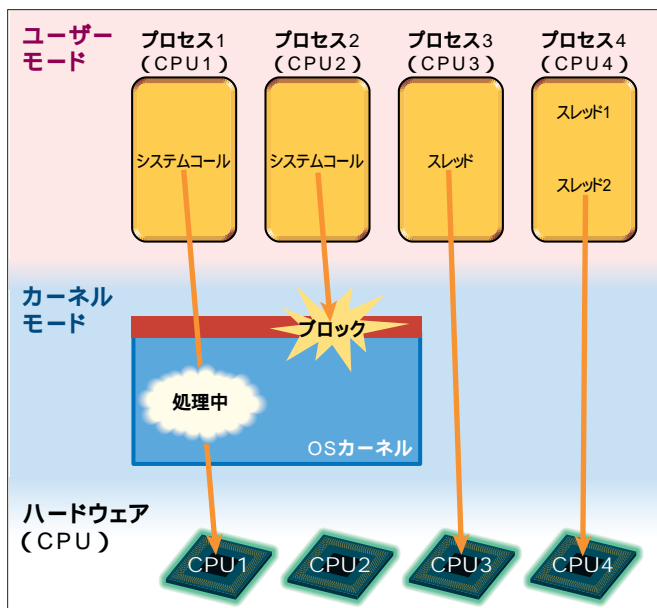 ユーザー
モード
プロセス1
（CPU1）
プロセス2
（CPU2）
プロセス3
（CPU3）
プロセス4
（CPU4）
システムコール
システムコール
スレッド
スレッド1
スレッド2
カーネル
モード
ブロック
処理中
OSカーネル
ハードウェア
（CPU）
CPU1
CPU2
CPU3
CPU4